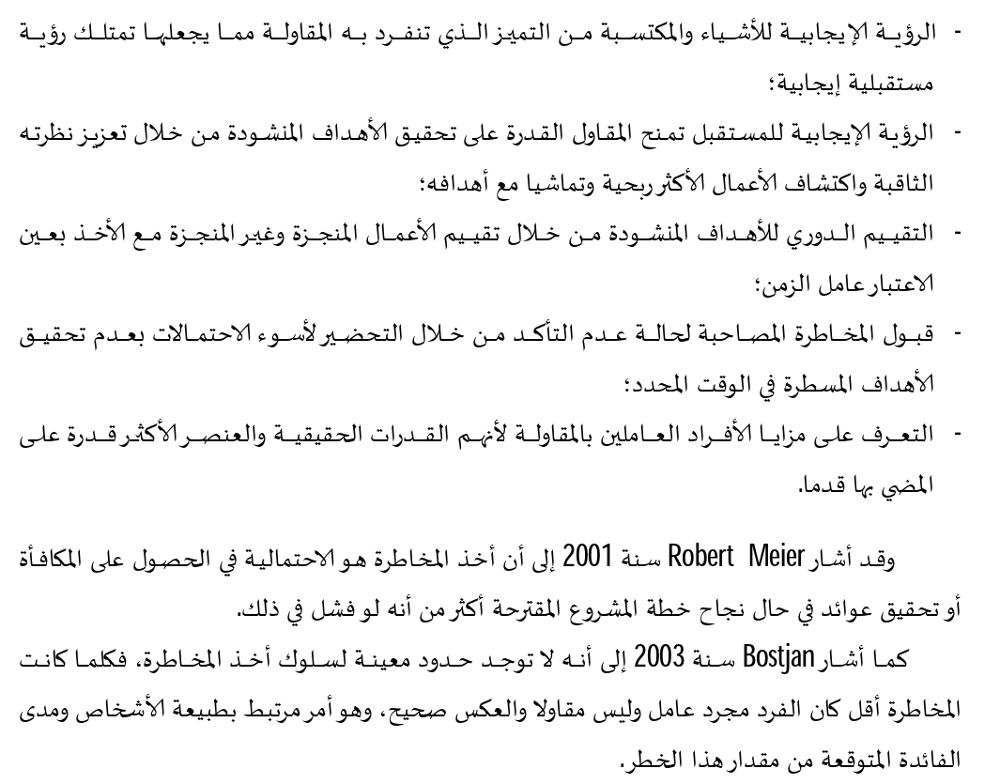 - الرؤية الإيجابية للأشياء والمكتسبة من التميز الذي تنفرد به المقاولة مما يجعلها تمتلك رؤية
مستقبلية إيجابية؛
- الرؤية الإيجابية للمستقبل تمنح المقاول القدرة على تحقيق الأهداف المنشودة من خلال تعزيز نظرته
الثاقبة واكتشاف الأعمال الأكثر ربحية وتماشيا مع أهدافه؛
- التقييم الدوري للأهداف المنشودة من خلال تقييم الأعمال المنجزة وغير المنجزة مع الأخذ بعين
الاعتبار عامل الزمن؛
- قبول المخاطرة المصاحبة لحالة عدم التأكد من خلال التحضير لأسوء الاحتمالات بعدم تحقيق
الأهداف المسطرة في الوقت المحدد؛
- التعرف على مزايا الأفراد العاملين بالمقاولة لأنهم القدرات الحقيقية والعنصر الأكثر قدرة على
المضي بها قدما.
وقد أشار Robert Meier سنة 2001 إلى أن أخذ المخاطرة هو الاحتمالية في الحصول على المكافأة
أو تحقيق عوائد في حال نجاح خطة المشروع المقترحة أكثر من أنه لو فشل في ذلك.
كما أشار Bostjan سنة 2003 إلى أنه لا توجد حدود معينة لسلوك أخذ المخاطرة، فكلما كانت
المخاطرة أقل كان الفرد مجرد عامل وليس مقاولا والعكس صحيح، وهو أمر مرتبط بطبيعة الأشخاص ومدى
الفائدة المتوقعة من مقدار هذا الخطر.